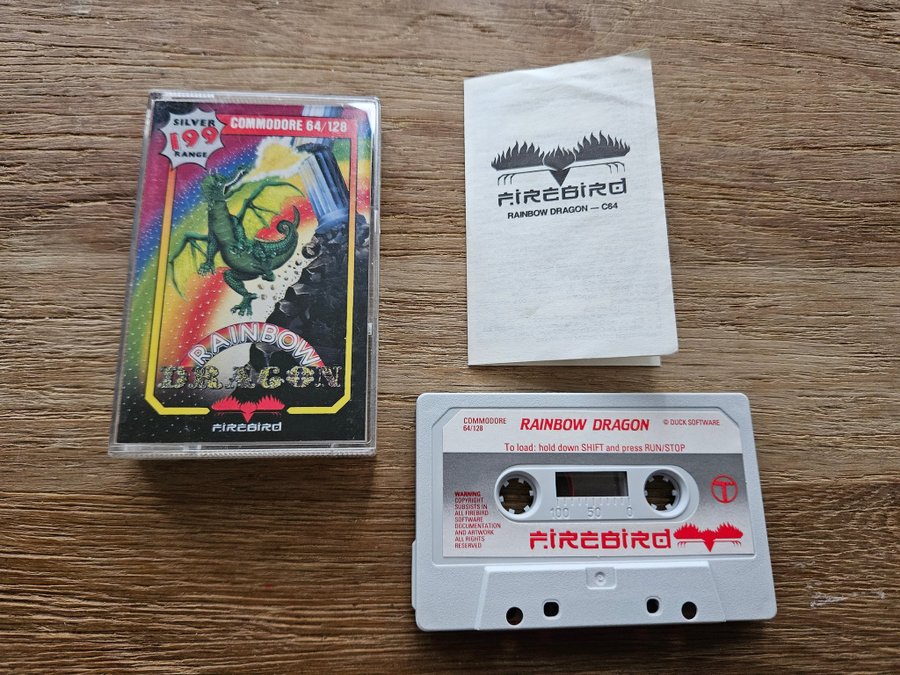 SILVER
199
RANGE
COMMODORE 64/128
RAINBOW
DRAGON
FIREBIRD
FIREBIRD
RAINBOW DRAGON — C64
COMMODORE
64/128
RAINBOW DRAGON
© DUCK SOFTWARE
To load: hold down SHIFT and press RUN/STOP
WARNING
COPYRIGHT
SUBSISTS IN
ALL FIREBIRD
SOFTWARE
DOCUMENTATION
AND ARTWORK
ALL RIGHTS
RESERVED
100 50 0
FIREBIRD